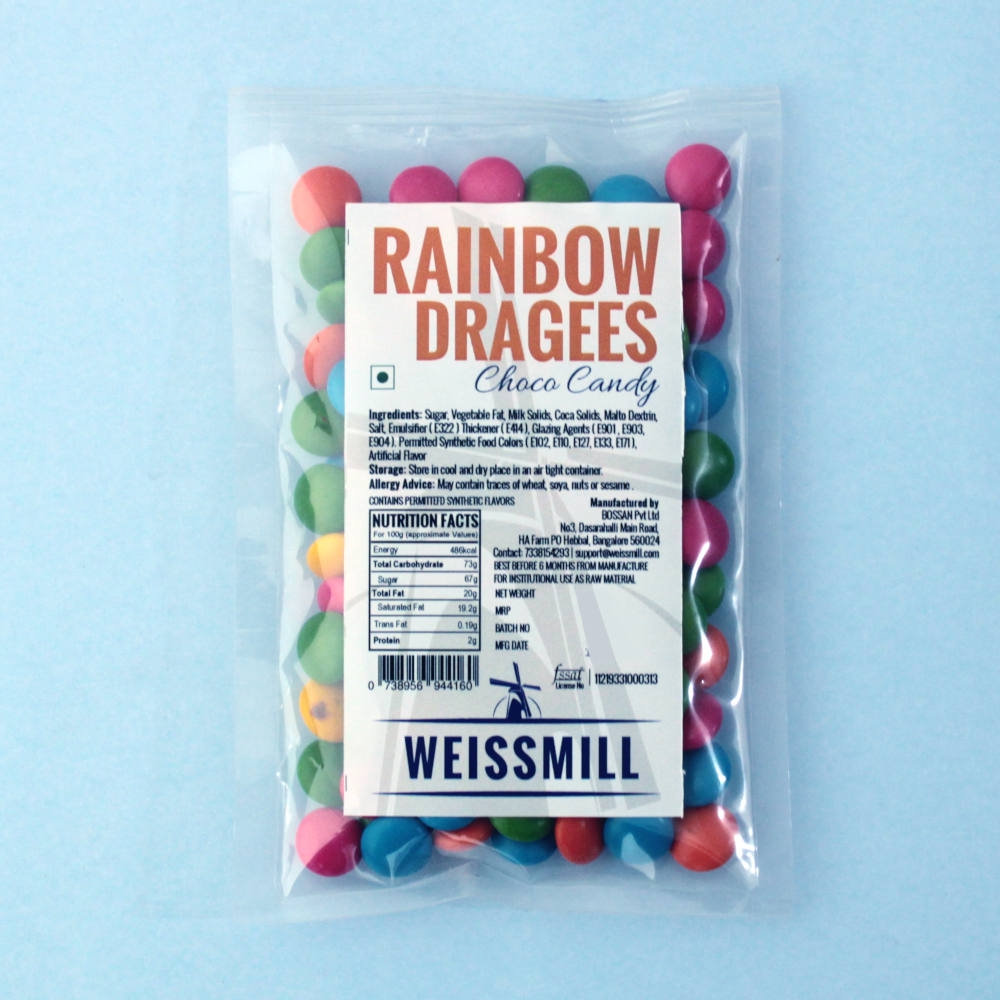 RAINBOW
DRAGEES
Choco Candy
Ingredients: Sugar, Vegetable Fat, Milk Solids, Coca Solids, Malto Dextrin,
Salt, Emulsifier ( E322 ) Thickener ( E414 ), Glazing Agents ( E901 , E903,
E904 ). Permitted Synthetic Food Colors ( E102, E110, E127, E133, E171 ),
Artificial Flavor
Storage: Store in cool and dry place in an air tight container.
Allergy Advice: May contain traces of wheat, soya, nuts or sesame .
CONTAINS PERMITTETD SYNTHETIC FLAVORS
NUTRITION FACTS
For 100g (approximate Values)
Energy 486kcal
Total Carbohydrate 73g
Sugar 67g
Total Fat 20g
Saturated Fat 19.2g
Trans Fat 0.19g
Protein 2g
Manufactured by
BOSSAN Pvt Ltd
No3, Dasarahalli Main Road,
HA Farm PO Hebbal, Bangalore 560024
Contact: 7338154293 | support@weissmill.com
BEST BEFORE 6 MONTHS FROM MANUFACTURE
FOR INSTITUTIONAL USE AS RAW MATERIAL
NET WEIGHT
MRP
BATCH NO
MFG DATE
0 738956 944160
fssai
License No
11219331000313
WEISSMILL